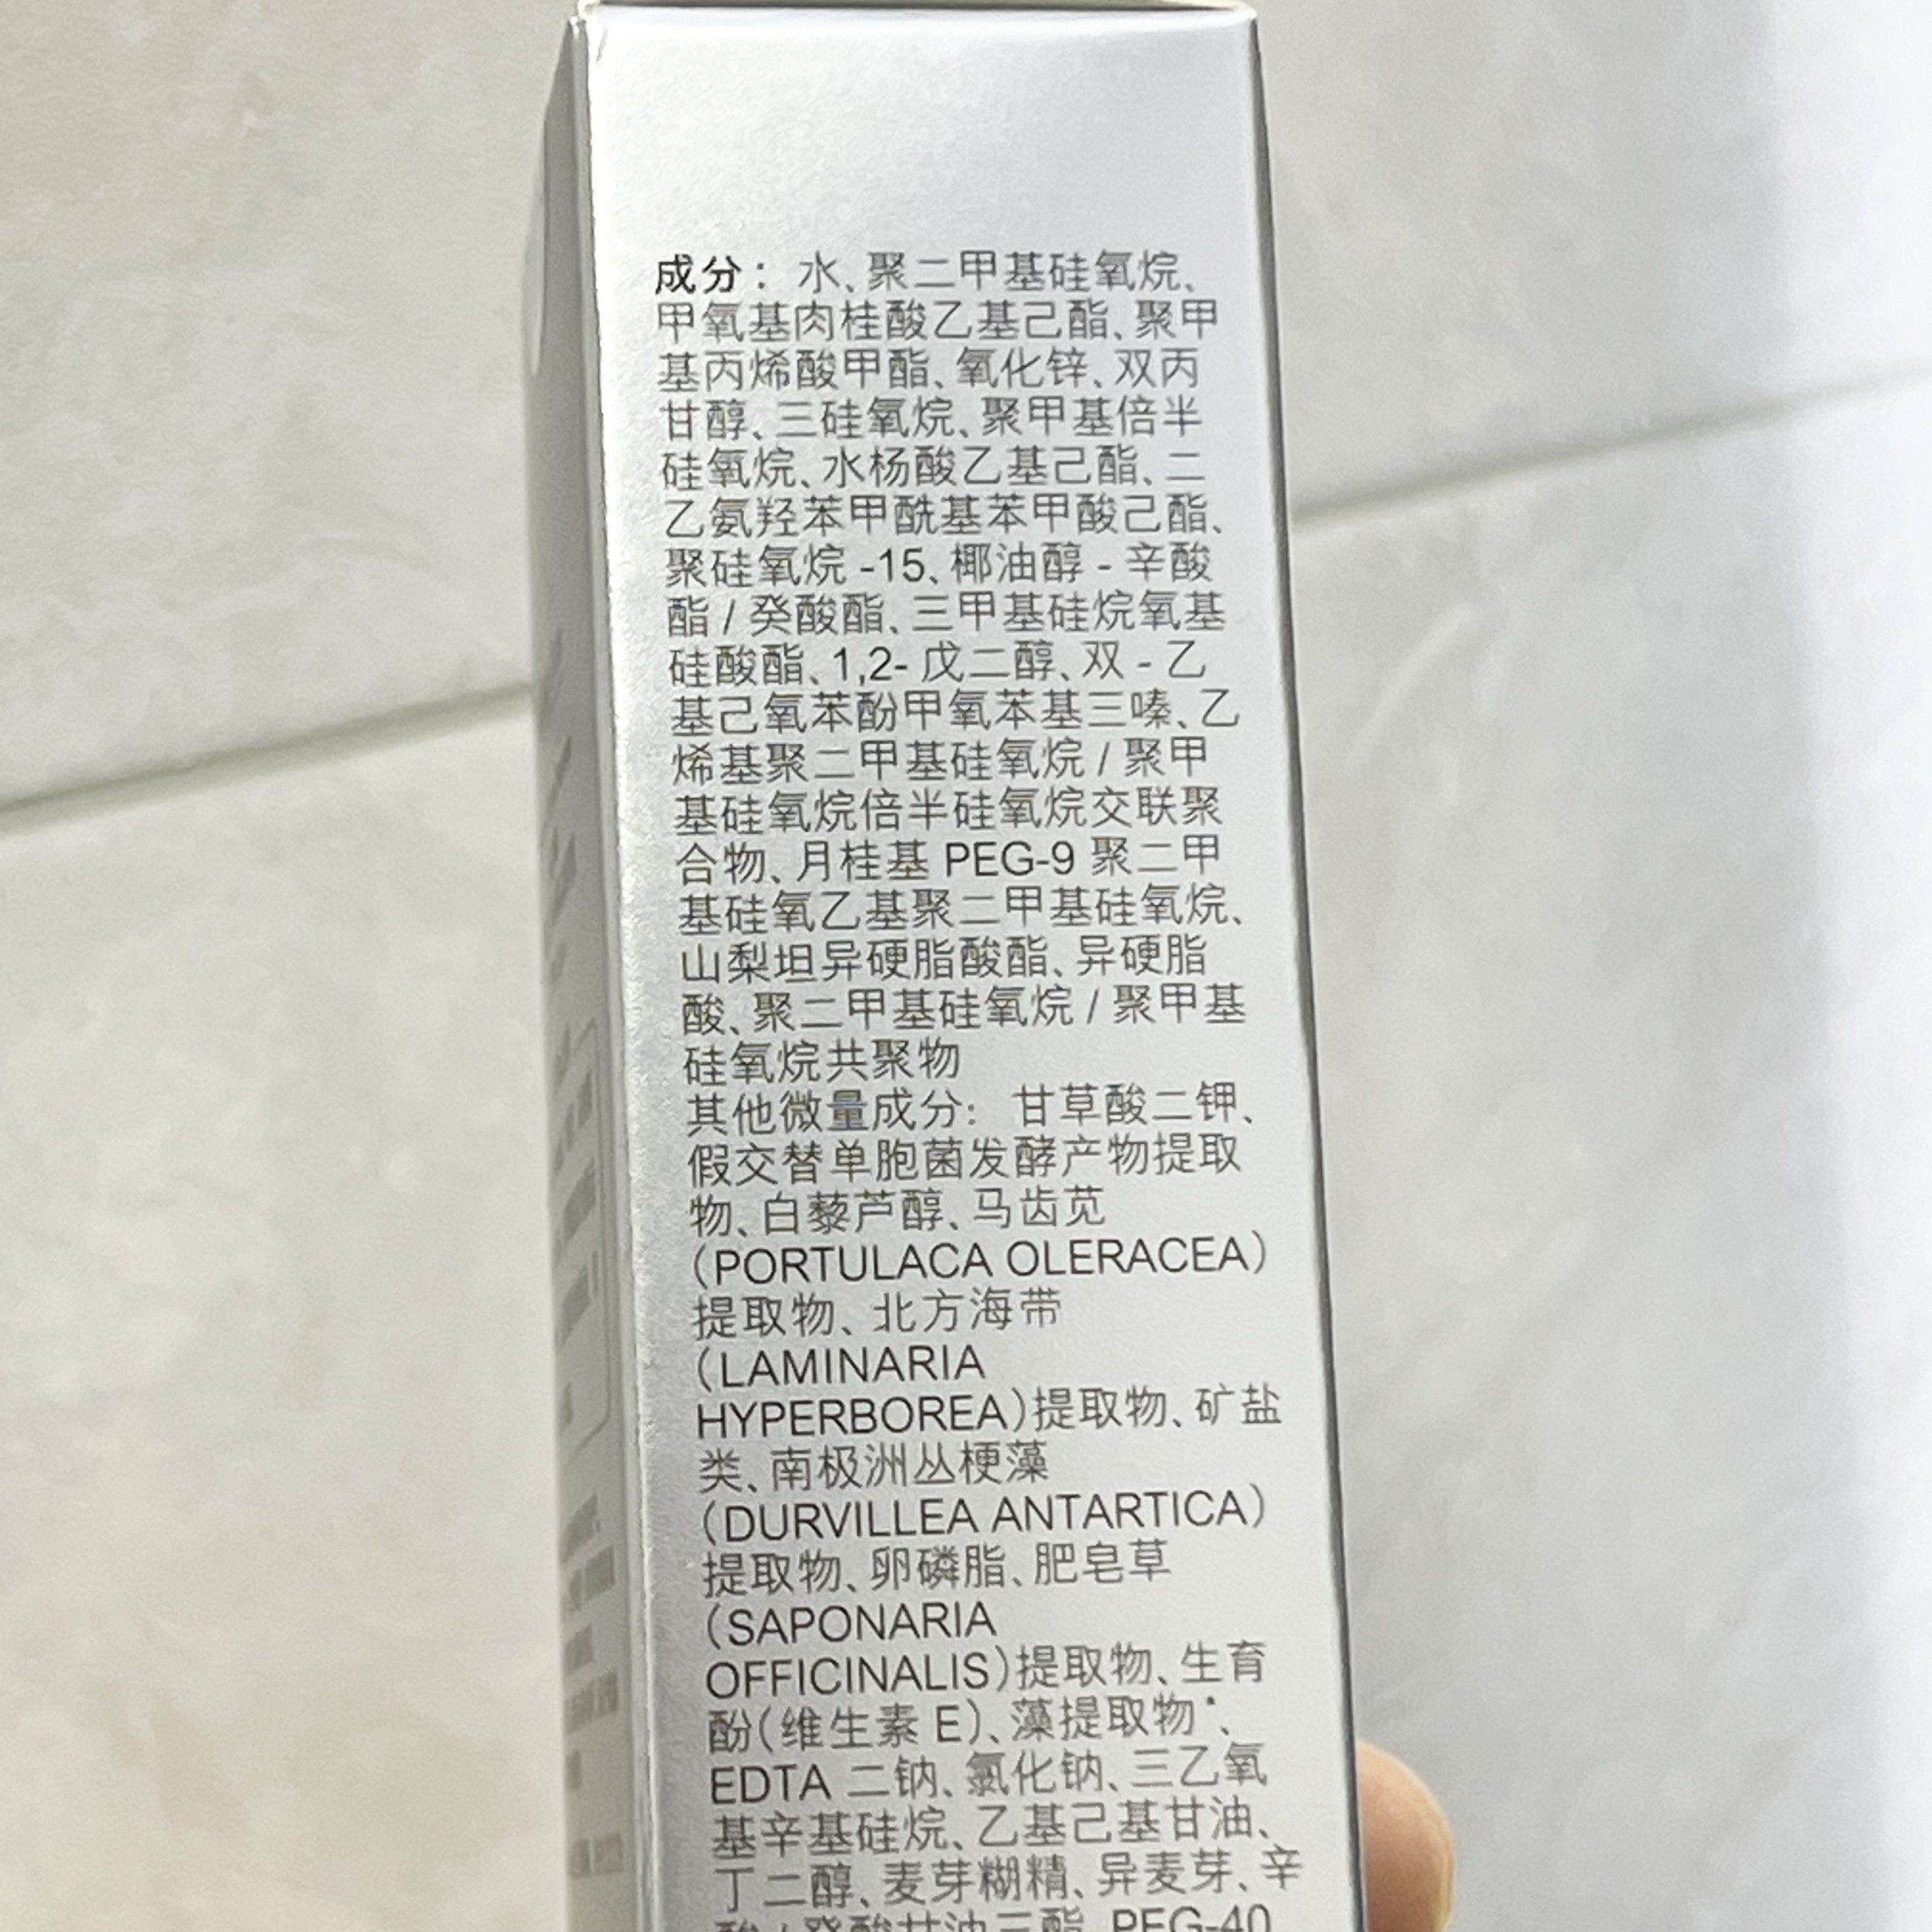 成分：水、聚二甲基硅氧烷、
甲氧基肉桂酸乙基己酯、聚甲
基丙烯酸甲酯、氧化锌、双丙
甘醇、三硅氧烷、聚甲基倍半
硅氧烷、水杨酸乙基己酯、二
乙氨羟苯甲酰基苯甲酸己酯、
聚硅氧烷 -15、椰油醇 - 辛酸
酯 / 癸酸酯、三甲基硅烷氧基
硅酸酯、1,2- 戊二醇、双 - 乙
基己氧苯酚甲氧苯基三嗪、乙
烯基聚二甲基硅氧烷 / 聚甲
基硅氧烷倍半硅氧烷交联聚
合物、月桂基 PEG-9 聚二甲
基硅氧乙基聚二甲基硅氧烷、
山梨坦异硬脂酸酯、异硬脂
酸、聚二甲基硅氧烷 / 聚甲基
硅氧烷共聚物
其他微量成分：甘草酸二钾、
假交替单胞菌发酵产物提取
物、白藜芦醇、马齿苋
（PORTULACA OLERACEA）
提取物、北方海带
（LAMINARIA
HYPERBOREA）提取物、矿盐
类、南极洲丛梗藻
（DURVILLEA ANTARTICA）
提取物、卵磷脂、肥皂草
（SAPONARIA
OFFICINALIS）提取物、生育
酚（维生素 E）、藻提取物*、
EDTA 二钠、氯化钠、三乙氧
基辛基硅烷、乙基己基甘油、
丁二醇、麦芽糊精、异麦芽、辛
酸 / 癸酸甘油三酯、PEG-40